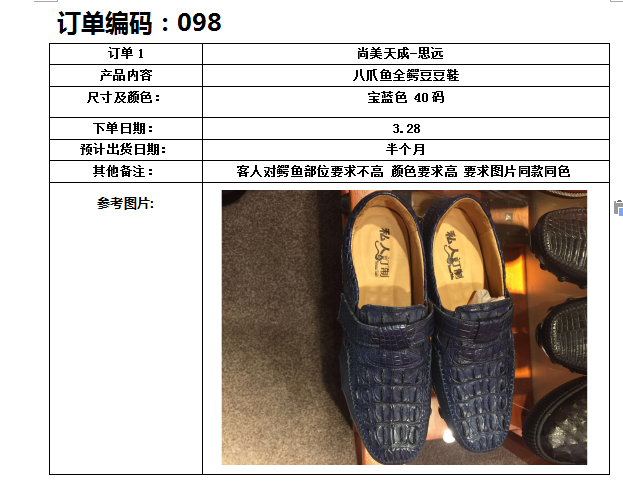 订单编码：098
订单 1 尚美天成-思远
产品内容 八爪鱼全鳄豆豆鞋
尺寸及颜色： 宝蓝色 40 码
下单日期： 3.28
预计出货日期： 半个月
其他备注： 客人对鳄鱼部位要求不高 颜色要求高 要求图片同款同色
参考图片:
私人订制
私人订制